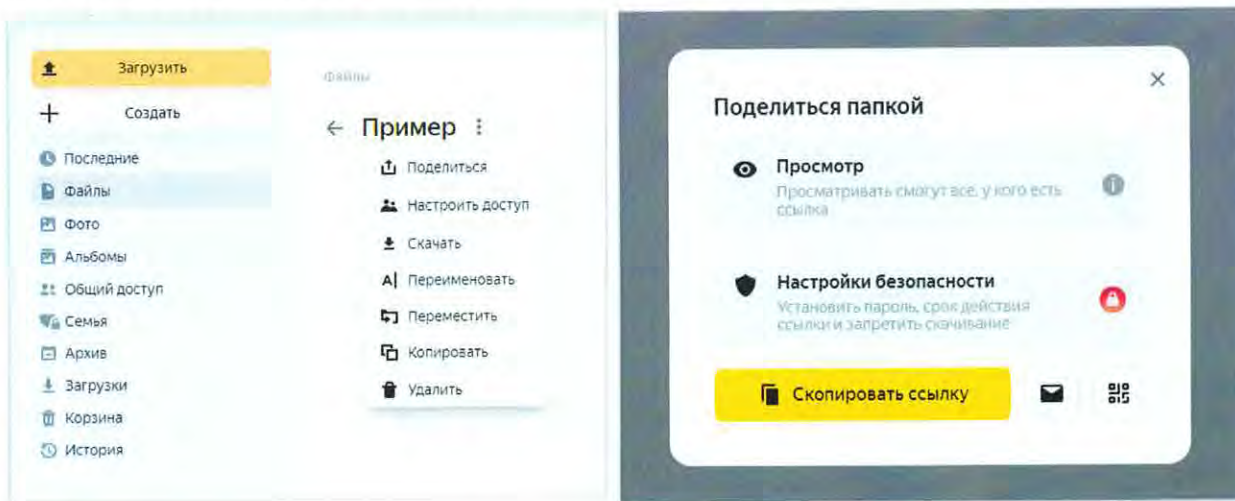 Загрузить
Создать
Последние
Файлы
Фото
Альбомы
Общий доступ
Семья
Архив
Загрузки
Корзина
История
Файлы
Пример
Поделиться
Настроить доступ
Скачать
A| Переименовать
Переместить
Копировать
Удалить
Поделиться папкой
Просмотр
Просматривать смогут все, у кого есть
ссылка
Настройки безопасности
Установить пароль, срок действия
ссылки и запретить скачивание
Скопировать ссылку